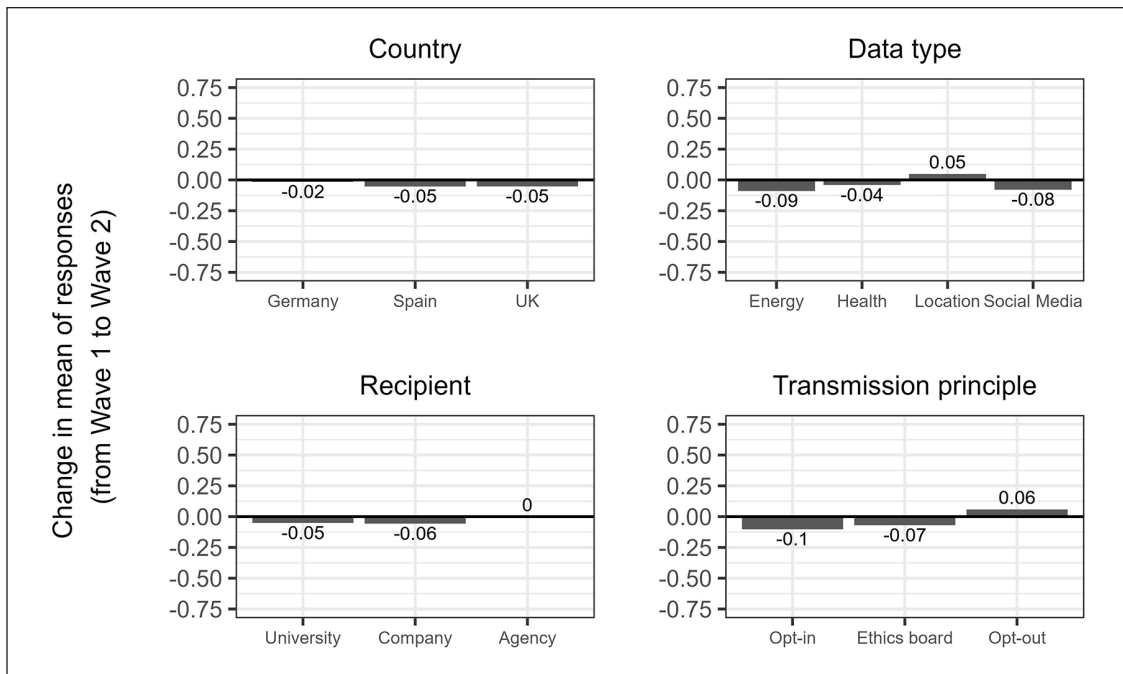 Change in mean of responses
(from Wave 1 to Wave 2)
Country
0.75
0.50
0.25
0.00
-0.25
-0.50
-0.75
-0.02
-0.05
-0.05
Germany
Spain
UK
Data type
0.75
0.50
0.25
0.00
-0.25
-0.50
-0.75
-0.09
-0.04
0.05
-0.08
Energy
Health
Location
Social Media
Recipient
0.75
0.50
0.25
0.00
-0.25
-0.50
-0.75
-0.05
-0.06
0
University
Company
Agency
Transmission principle
0.75
0.50
0.25
0.00
-0.25
-0.50
-0.75
-0.1
-0.07
0.06
Opt-in
Ethics board
Opt-out